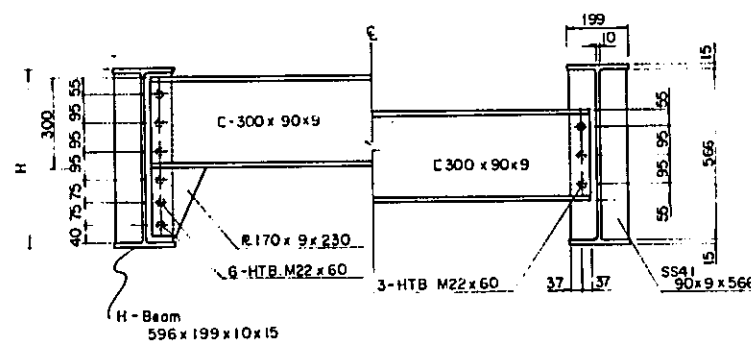 H
300
55
95
95
95
75
75
40
C-300 x 90 x 9
℄
PL 170 x 9 x 230
6-HTB. M22 x 60
H-Beam
596 x 199 x 10 x 15
C 300 x 90 x 9
3-HTB M22 x 60
199
10
55
95
95
55
15
566
15
37
37
SS41
90 x 9 x 566